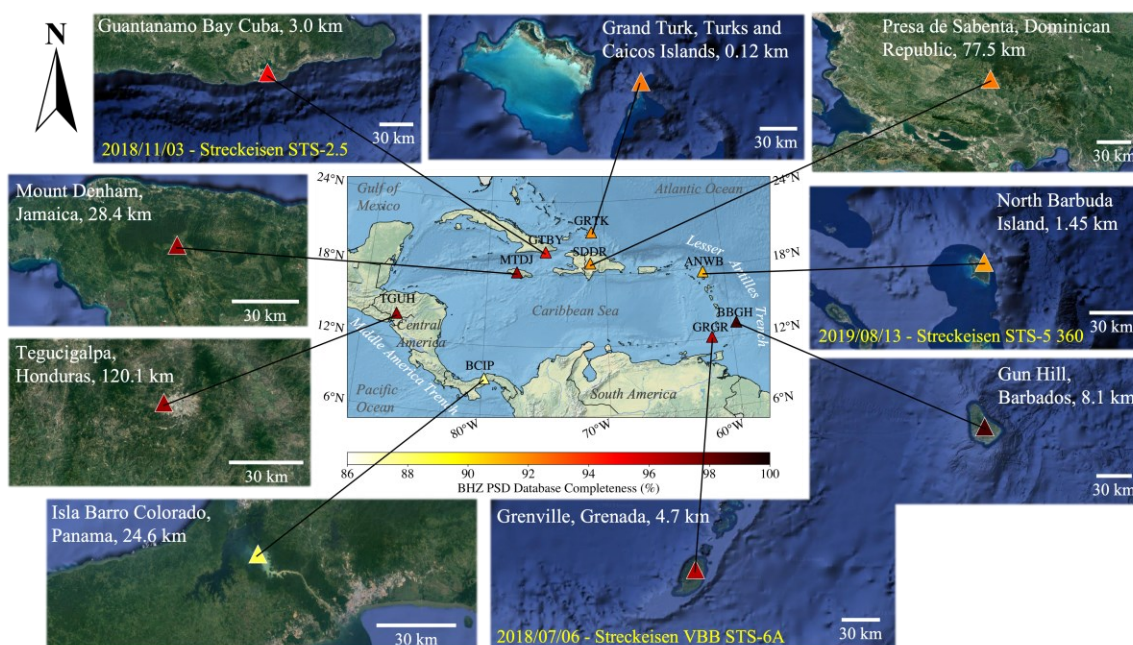 N
Guantanamo Bay Cuba, 3.0 km
30 km
2018/11/03 - Streckeisen STS-2.5
Grand Turk, Turks and
Caicos Islands, 0.12 km
30 km
Presa de Sabenta, Dominican
Republic, 77.5 km
30 km
Mount Denham,
Jamaica, 28.4 km
30 km
24°N
18°N
12°N
6°N
Gulf of
Mexico
Atlantic Ocean
24°N
18°N
12°N
6°N
GRTK
GTBY
SDDR
MTDJ
ANWB
Lesser Antilles Trench
TGUH
Central
America
Caribbean Sea
BBGH
GRGR
Middle America Trench
BCIP
Pacific
Ocean
South America
80°W
70°W
60°W
86 88 90 92 94 96 98 100
BHZ PSD Database Completeness (%)
North Barbuda
Island, 1.45 km
30 km
2019/08/13 - Streckeisen STS-5 360
Tegucigalpa,
Honduras, 120.1 km
30 km
Gun Hill,
Barbados, 8.1 km
30 km
Isla Barro Colorado,
Panama, 24.6 km
30 km
Grenville, Grenada, 4.7 km
30 km
2018/07/06 - Streckeisen VBB STS-6A